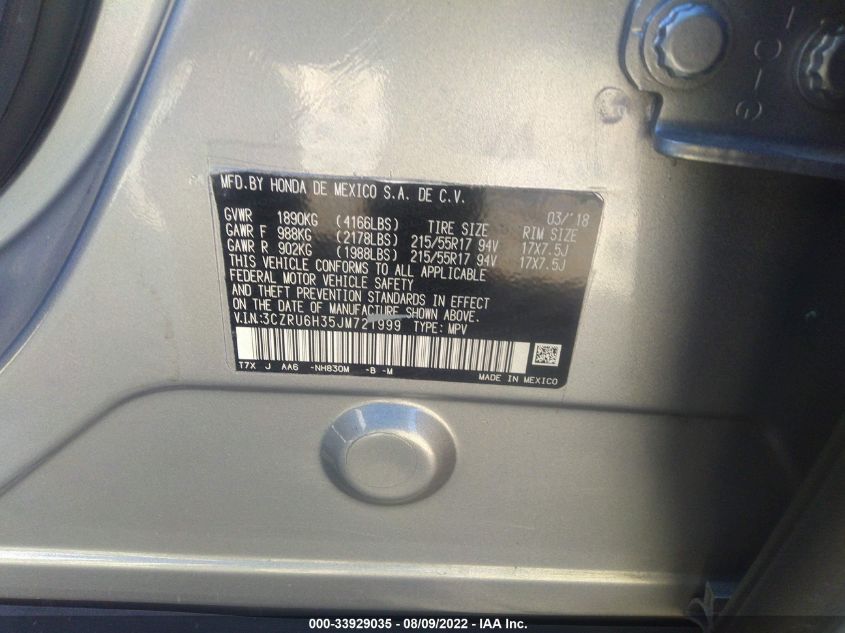 MFD.BY HONDA DE MEXICO S.A. DE C.V.
03/'18
GVWR 1890KG (4166LBS) TIRE SIZE RIM SIZE
GAWR F 988KG (2178LBS) 215/55R17 94V 17X7.5J
GAWR R 902KG (1988LBS) 215/55R17 94V 17X7.5J
THIS VEHICLE CONFORMS TO ALL APPLICABLE
FEDERAL MOTOR VEHICLE SAFETY
AND THEFT PREVENTION STANDARDS IN EFFECT
ON THE DATE OF MANUFACTURE SHOWN ABOVE.
V.I.N.:3CZRU6H35JM721999 TYPE: MPV
T7X J AA6 -NH830M -B -M
MADE IN MEXICO
000-33929035 - 08/09/2022 - IAA Inc.